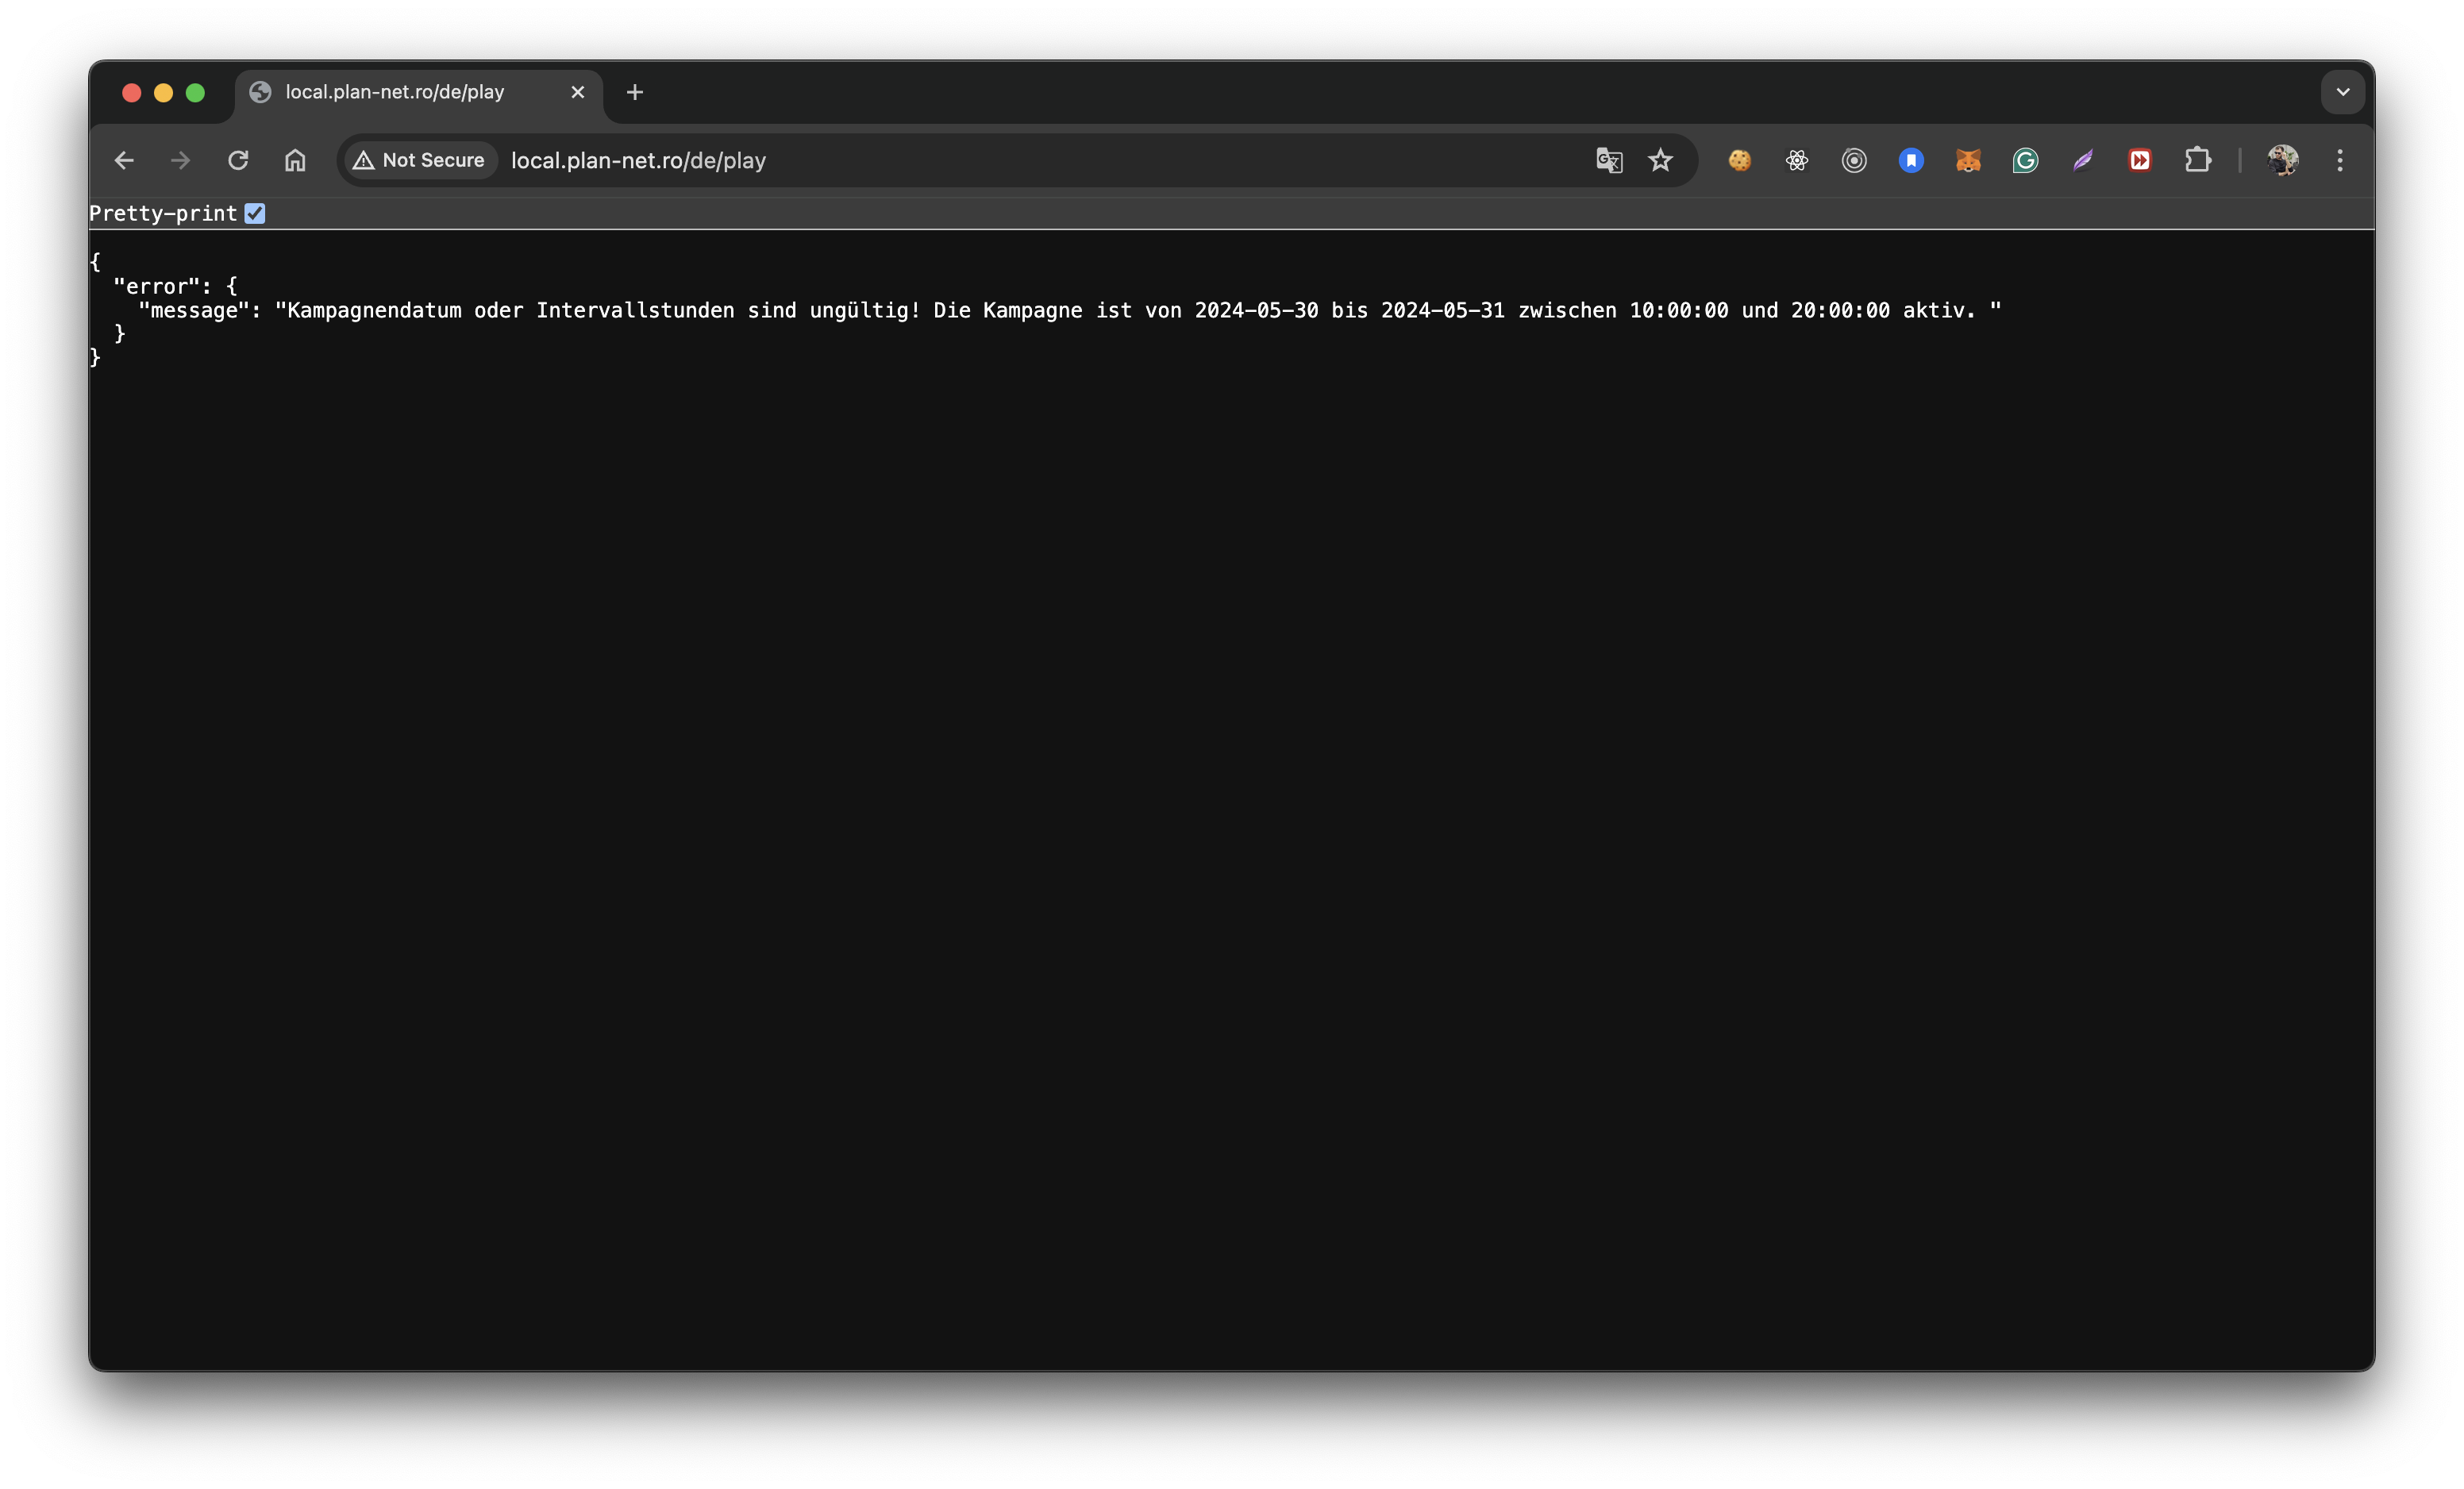 local.plan-net.ro/de/play
Not Secure local.plan-net.ro/de/play
Pretty-print
{
"error": {
"message": "Kampagnendatum oder Intervallstunden sind ungültig! Die Kampagne ist von 2024-05-30 bis 2024-05-31 zwischen 10:00:00 und 20:00:00 aktiv. "
}
}